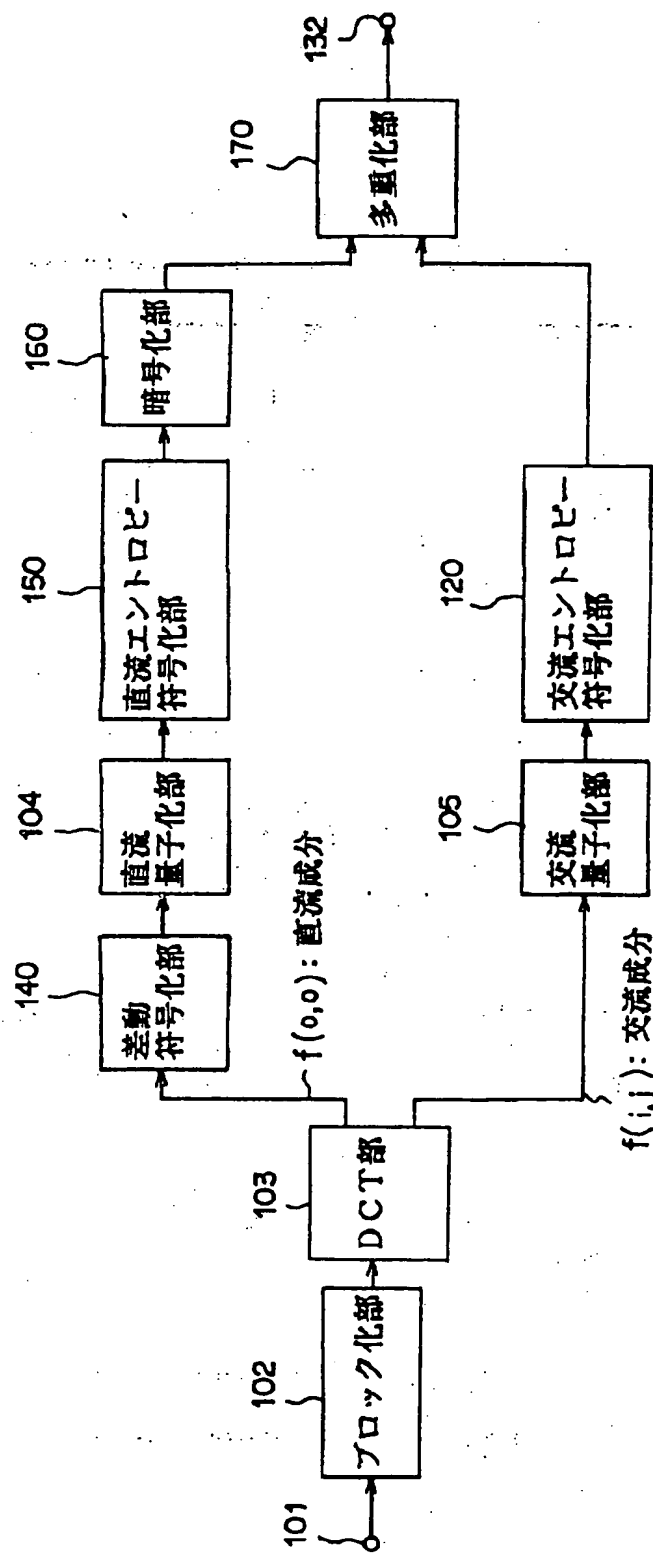 101
102
ブロック化部
103
DCT部
f(0,0):直流成分
f(i,j):交流成分
140
差動
符号化部
104
直流
量子化部
150
直流エントロピー
符号化部
160
暗号化部
105
交流
量子化部
120
交流エントロピー
符号化部
170
多重化部
132